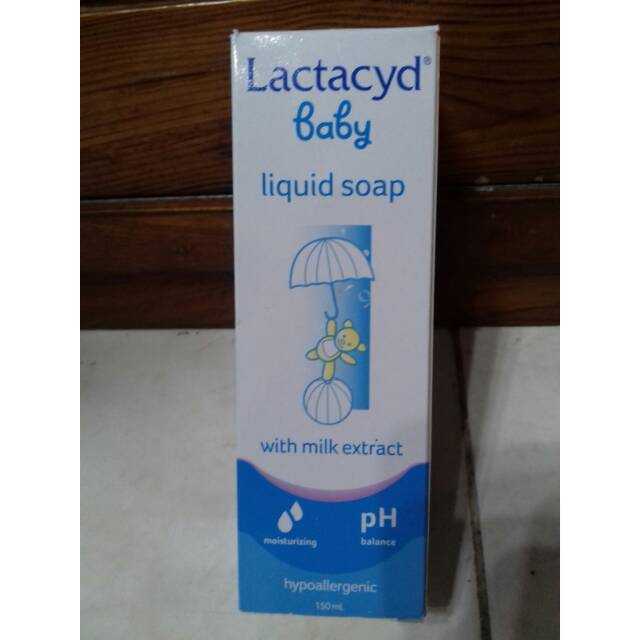 Lactacyd®
baby
liquid soap
with milk extract
moisturizing
pH
balance
hypoallergenic
150 mL